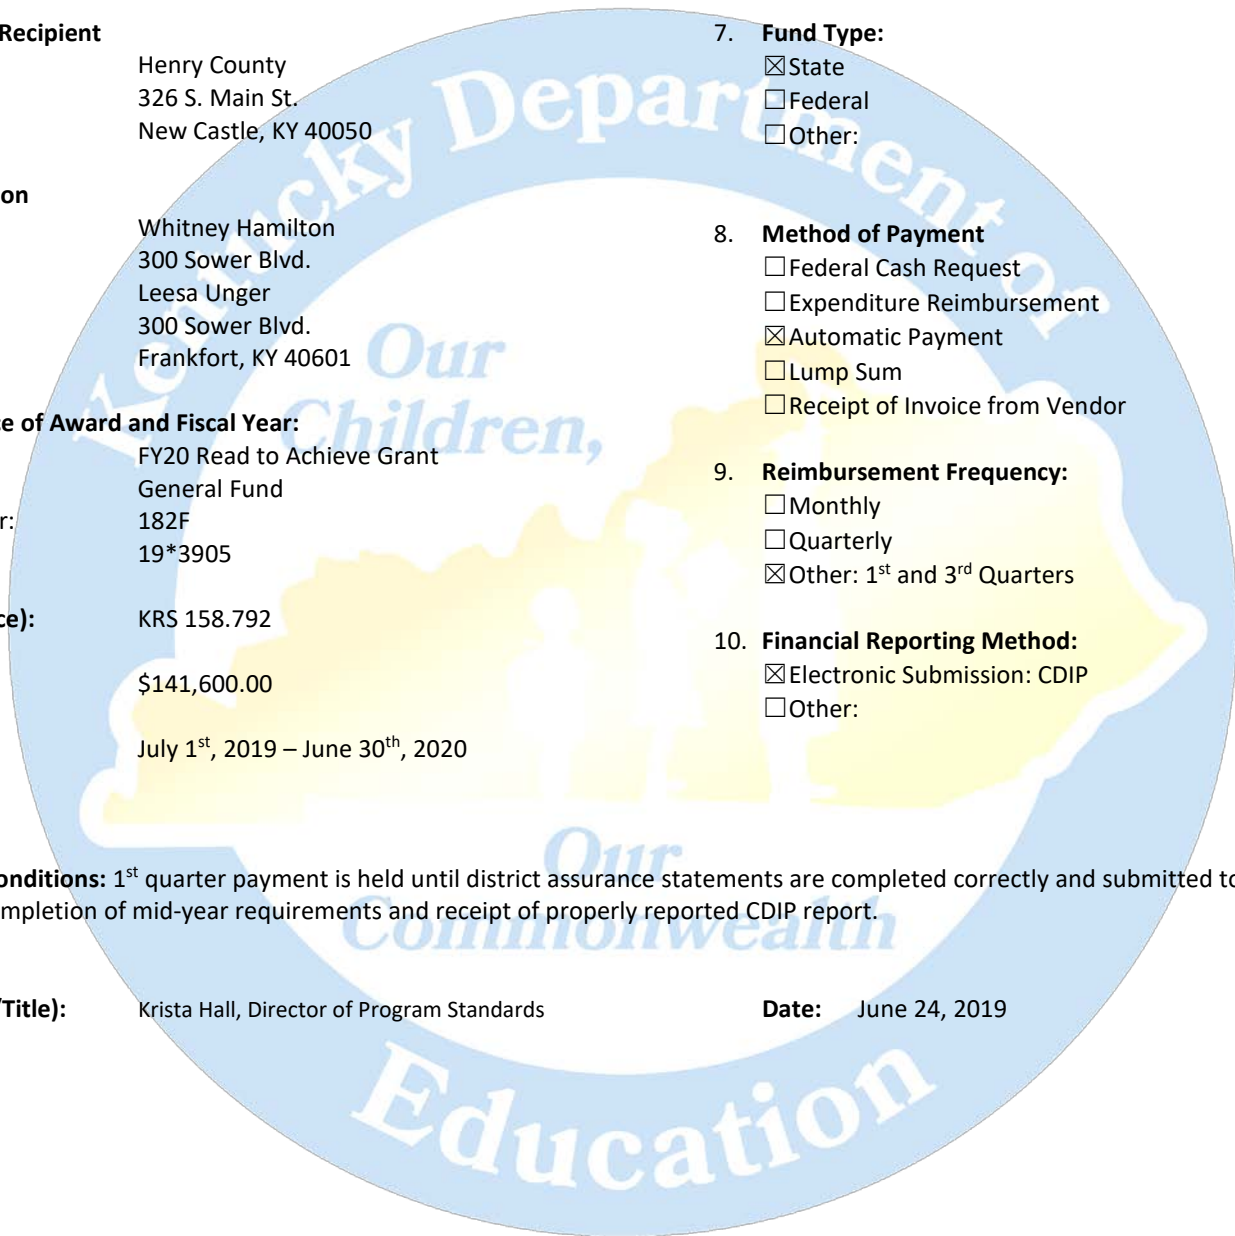 Recipient
Henry County
326 S. Main St.
New Castle, KY 40050
on
Whitney Hamilton
300 Sower Blvd.
Leesa Unger
300 Sower Blvd.
Frankfort, KY 40601
e of Award and Fiscal Year:
FY20 Read to Achieve Grant
General Fund
r: 182F
19*3905
ce): KRS 158.792
$141,600.00
July 1st, 2019 – June 30th, 2020
7. Fund Type:
☒State
☐Federal
☐Other:
8. Method of Payment
☐Federal Cash Request
☐Expenditure Reimbursement
☒Automatic Payment
☐Lump Sum
☐Receipt of Invoice from Vendor
9. Reimbursement Frequency:
☐Monthly
☐Quarterly
☒Other: 1st and 3rd Quarters
10. Financial Reporting Method:
☒Electronic Submission: CDIP
☐Other:
onditions: 1st quarter payment is held until district assurance statements are completed correctly and submitted to
mpletion of mid-year requirements and receipt of properly reported CDIP report.
/Title): Krista Hall, Director of Program Standards Date: June 24, 2019
Kentucky Department of
Education
Our
Children,
Our
Commonwealth